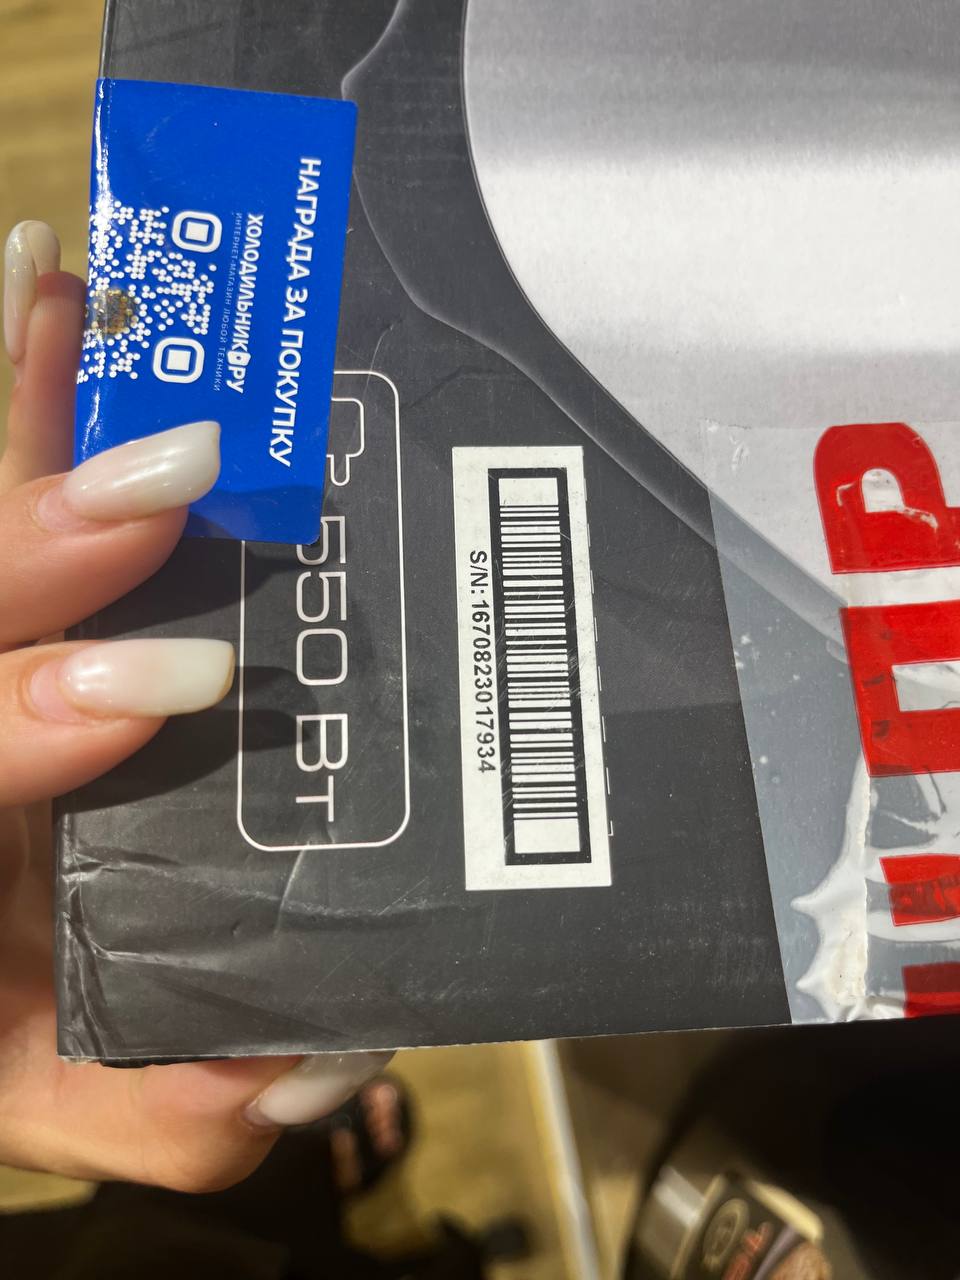 НАГРАДА ЗА ПОКУПКУ
ХОЛОДИЛЬНИК.РУ
ИНТЕРНЕТ-МАГАЗИН ЛЮБОЙ ТЕХНИКИ
550 Вт
S/N: 1670823017934